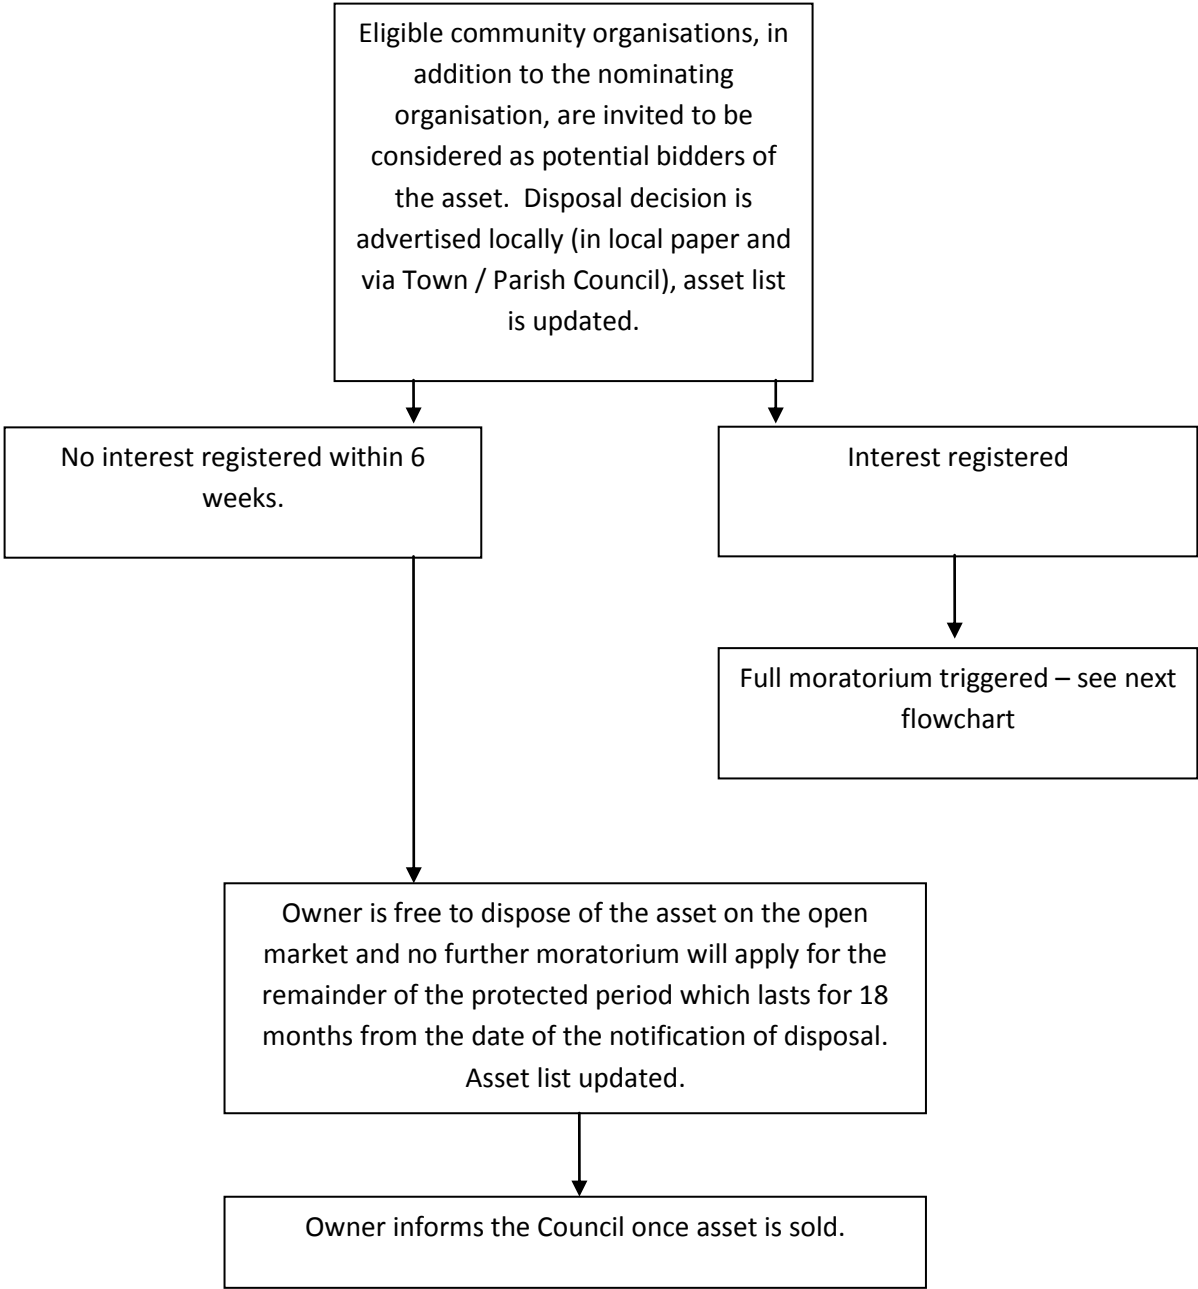 Eligible community organisations, in
addition to the nominating
organisation, are invited to be
considered as potential bidders of
the asset.  Disposal decision is
advertised locally (in local paper and
via Town / Parish Council), asset list
is updated.
No interest registered within 6
weeks.
Interest registered
Full moratorium triggered – see next
flowchart
Owner is free to dispose of the asset on the open
market and no further moratorium will apply for the
remainder of the protected period which lasts for 18
months from the date of the notification of disposal.
Asset list updated.
Owner informs the Council once asset is sold.